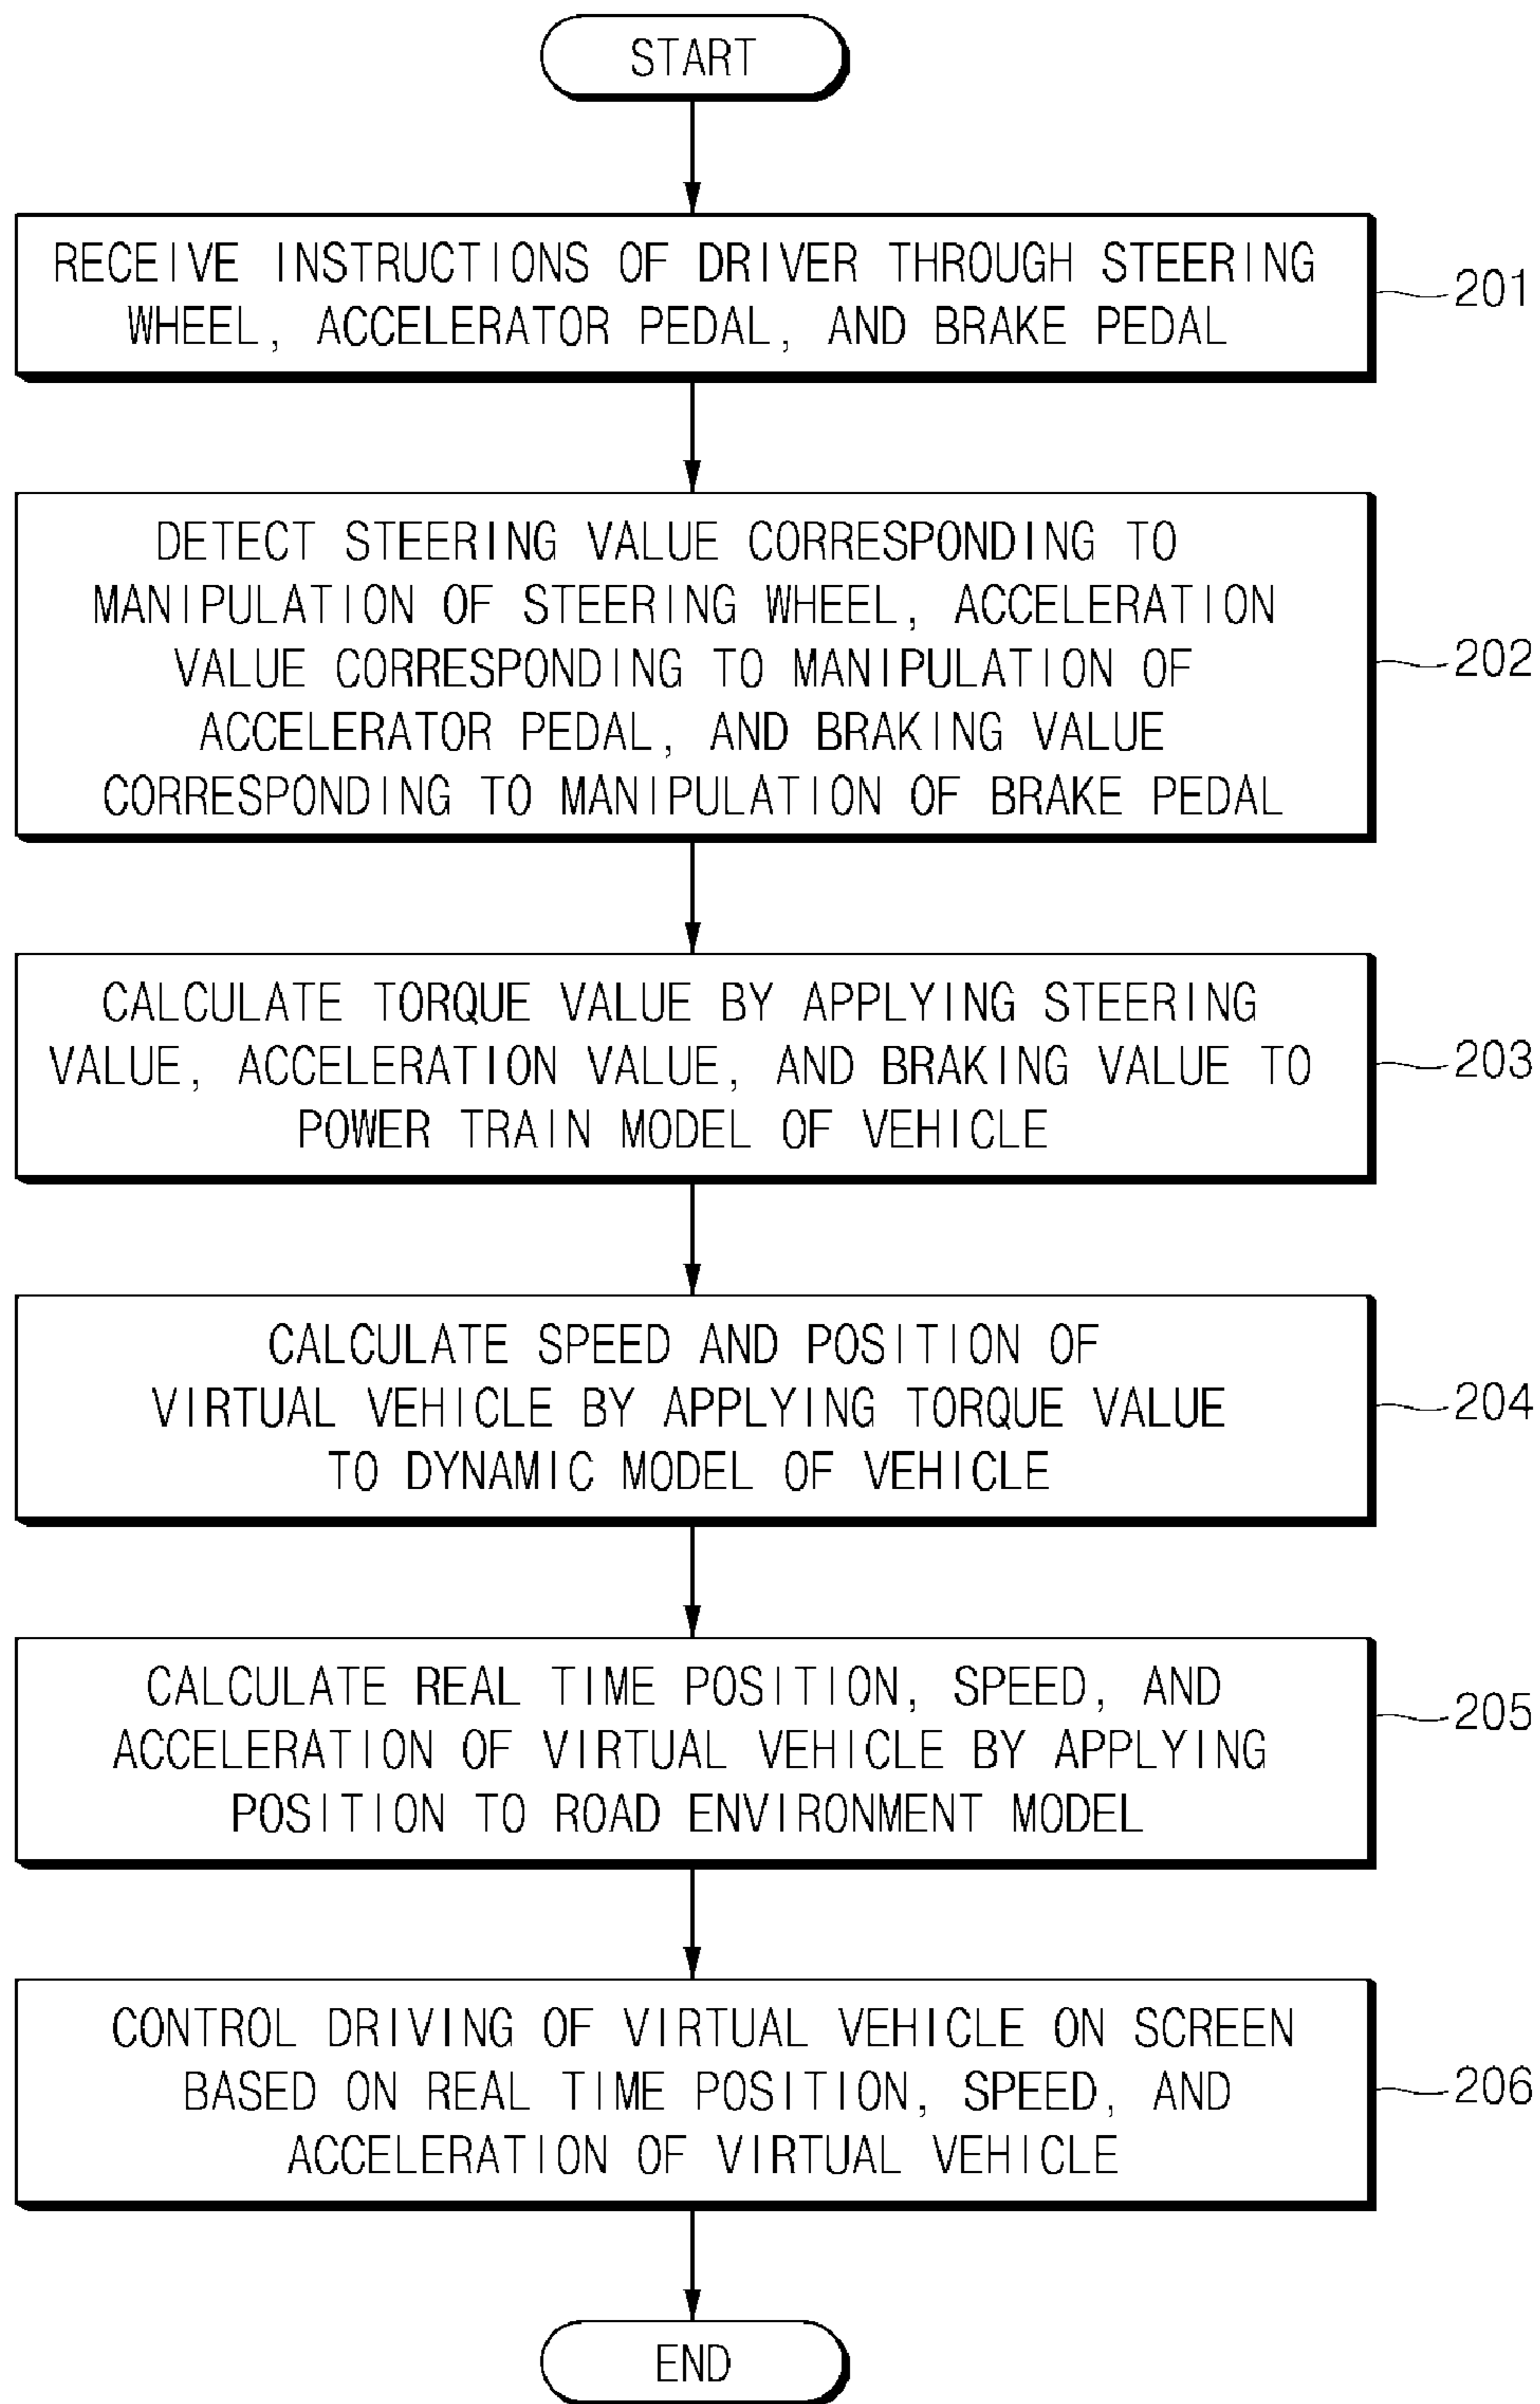 START
RECEIVE INSTRUCTIONS OF DRIVER THROUGH STEERING
WHEEL, ACCELERATOR PEDAL, AND BRAKE PEDAL
201
DETECT STEERING VALUE CORRESPONDING TO
MANIPULATION OF STEERING WHEEL, ACCELERATION
VALUE CORRESPONDING TO MANIPULATION OF
ACCELERATOR PEDAL, AND BRAKING VALUE
CORRESPONDING TO MANIPULATION OF BRAKE PEDAL
202
CALCULATE TORQUE VALUE BY APPLYING STEERING
VALUE, ACCELERATION VALUE, AND BRAKING VALUE TO
POWER TRAIN MODEL OF VEHICLE
203
CALCULATE SPEED AND POSITION OF
VIRTUAL VEHICLE BY APPLYING TORQUE VALUE
TO DYNAMIC MODEL OF VEHICLE
204
CALCULATE REAL TIME POSITION, SPEED, AND
ACCELERATION OF VIRTUAL VEHICLE BY APPLYING
POSITION TO ROAD ENVIRONMENT MODEL
205
CONTROL DRIVING OF VIRTUAL VEHICLE ON SCREEN
BASED ON REAL TIME POSITION, SPEED, AND
ACCELERATION OF VIRTUAL VEHICLE
206
END